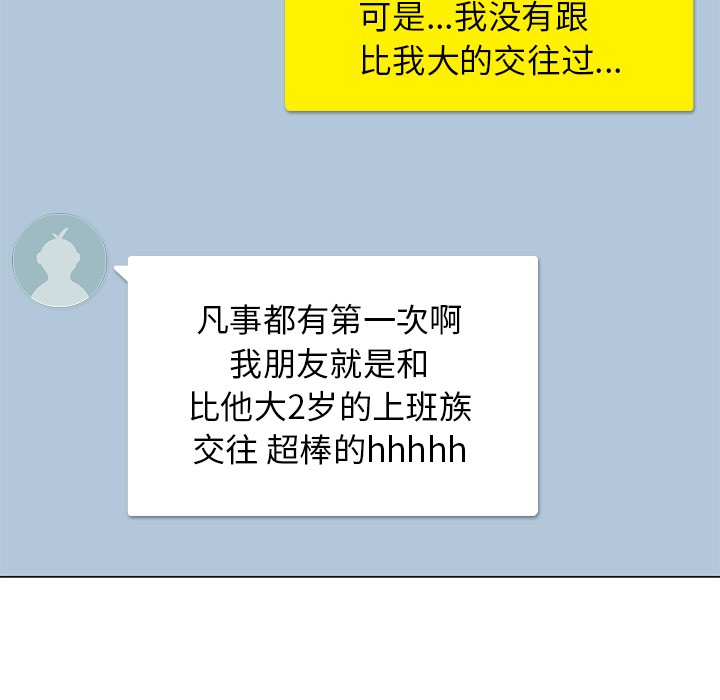 可是...我没有跟
比我大的交往过...
凡事都有第一次啊
我朋友就是和
比他大2岁的上班族
交往 超棒的hhhhh